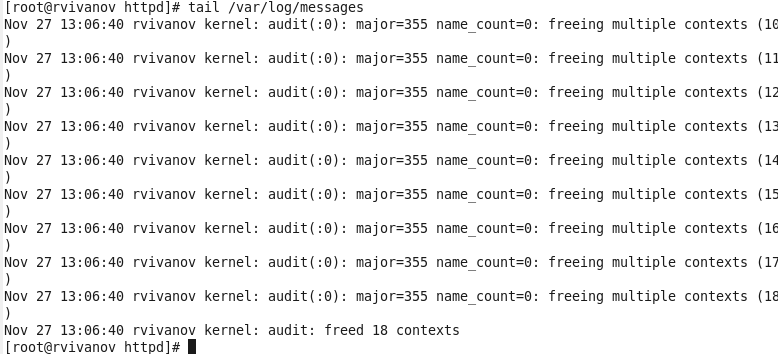 [root@rvivanov httpd]# tail /var/log/messages
Nov 27 13:06:40 rvivanov kernel: audit(:0): major=355 name_count=0: freeing multiple contexts (10
)
Nov 27 13:06:40 rvivanov kernel: audit(:0): major=355 name_count=0: freeing multiple contexts (11
)
Nov 27 13:06:40 rvivanov kernel: audit(:0): major=355 name_count=0: freeing multiple contexts (12
)
Nov 27 13:06:40 rvivanov kernel: audit(:0): major=355 name_count=0: freeing multiple contexts (13
)
Nov 27 13:06:40 rvivanov kernel: audit(:0): major=355 name_count=0: freeing multiple contexts (14
)
Nov 27 13:06:40 rvivanov kernel: audit(:0): major=355 name_count=0: freeing multiple contexts (15
)
Nov 27 13:06:40 rvivanov kernel: audit(:0): major=355 name_count=0: freeing multiple contexts (16
)
Nov 27 13:06:40 rvivanov kernel: audit(:0): major=355 name_count=0: freeing multiple contexts (17
)
Nov 27 13:06:40 rvivanov kernel: audit(:0): major=355 name_count=0: freeing multiple contexts (18
)
Nov 27 13:06:40 rvivanov kernel: audit: freed 18 contexts
[root@rvivanov httpd]#